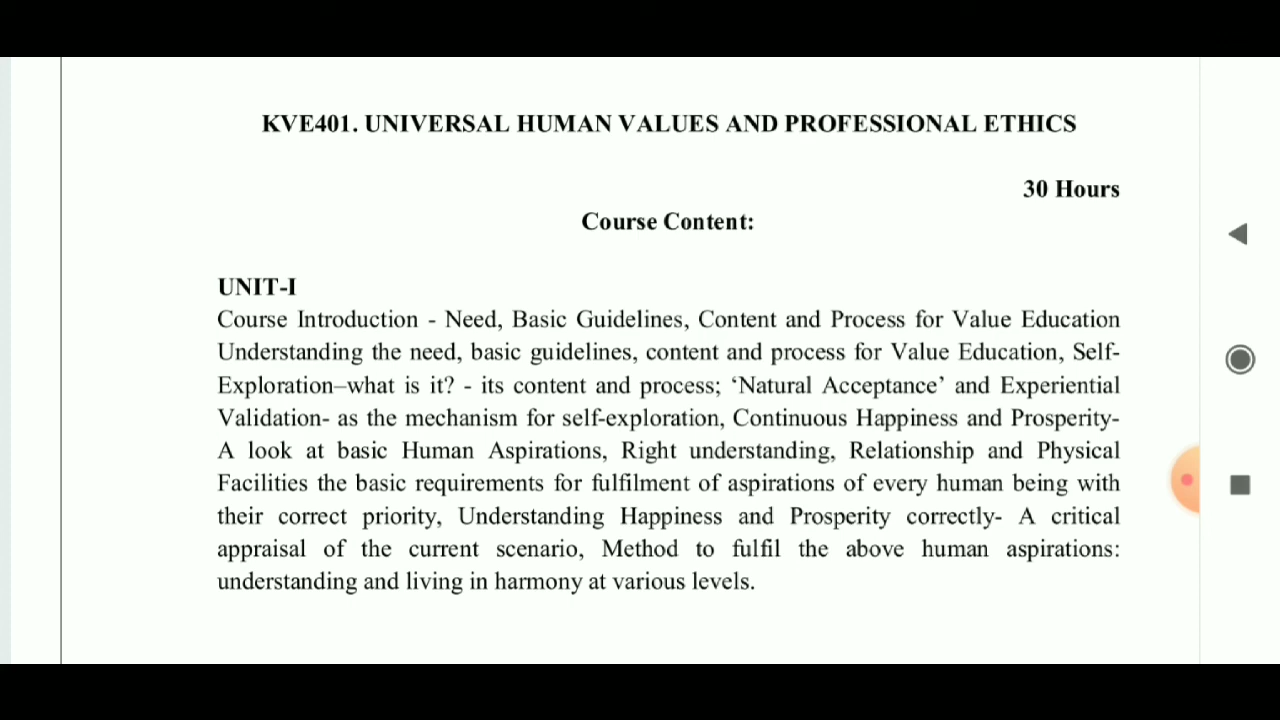 KVE401. UNIVERSAL HUMAN VALUES AND PROFESSIONAL ETHICS
30 Hours
Course Content:
UNIT-I
Course Introduction - Need, Basic Guidelines, Content and Process for Value Education
Understanding the need, basic guidelines, content and process for Value Education, Self-
Exploration–what is it? - its content and process; ‘Natural Acceptance’ and Experiential
Validation- as the mechanism for self-exploration, Continuous Happiness and Prosperity-
A look at basic Human Aspirations, Right understanding, Relationship and Physical
Facilities the basic requirements for fulfilment of aspirations of every human being with
their correct priority, Understanding Happiness and Prosperity correctly- A critical
appraisal of the current scenario, Method to fulfil the above human aspirations:
understanding and living in harmony at various levels.